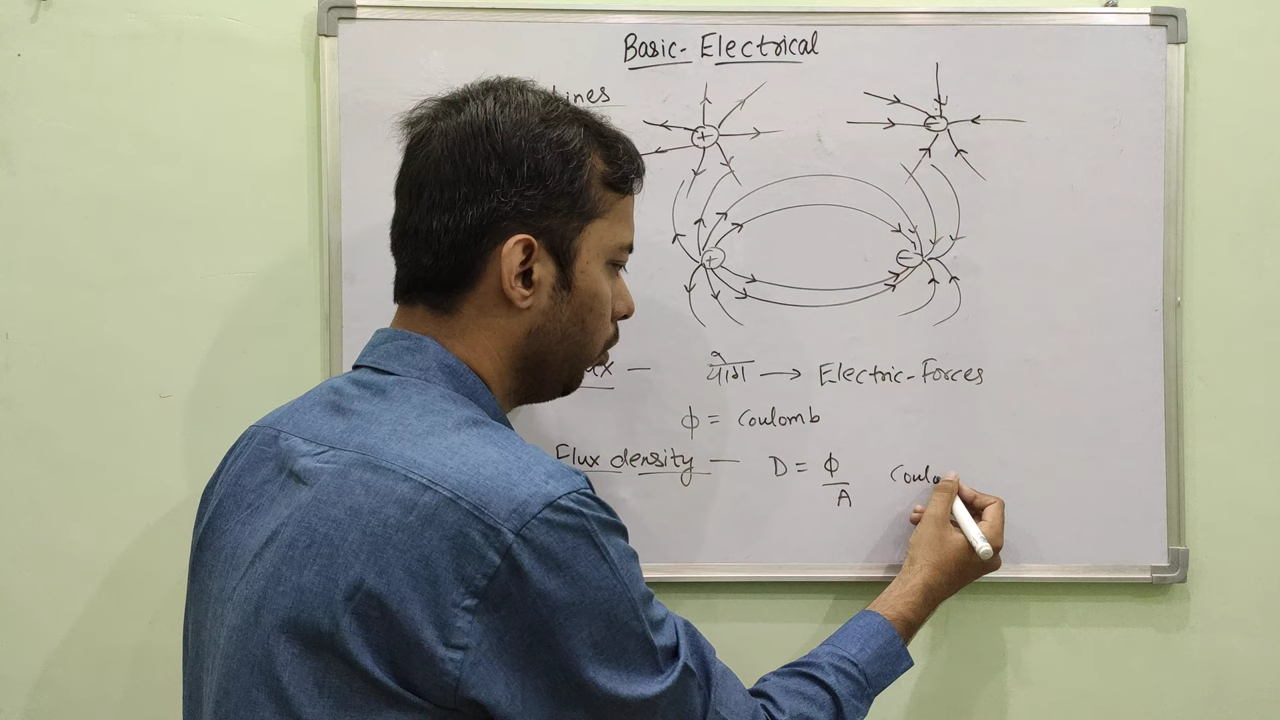 Basic- Electrical
Lines
योग → Electric-Forces
ϕ = Coulomb
Flux density — D = ϕ/A Coulo